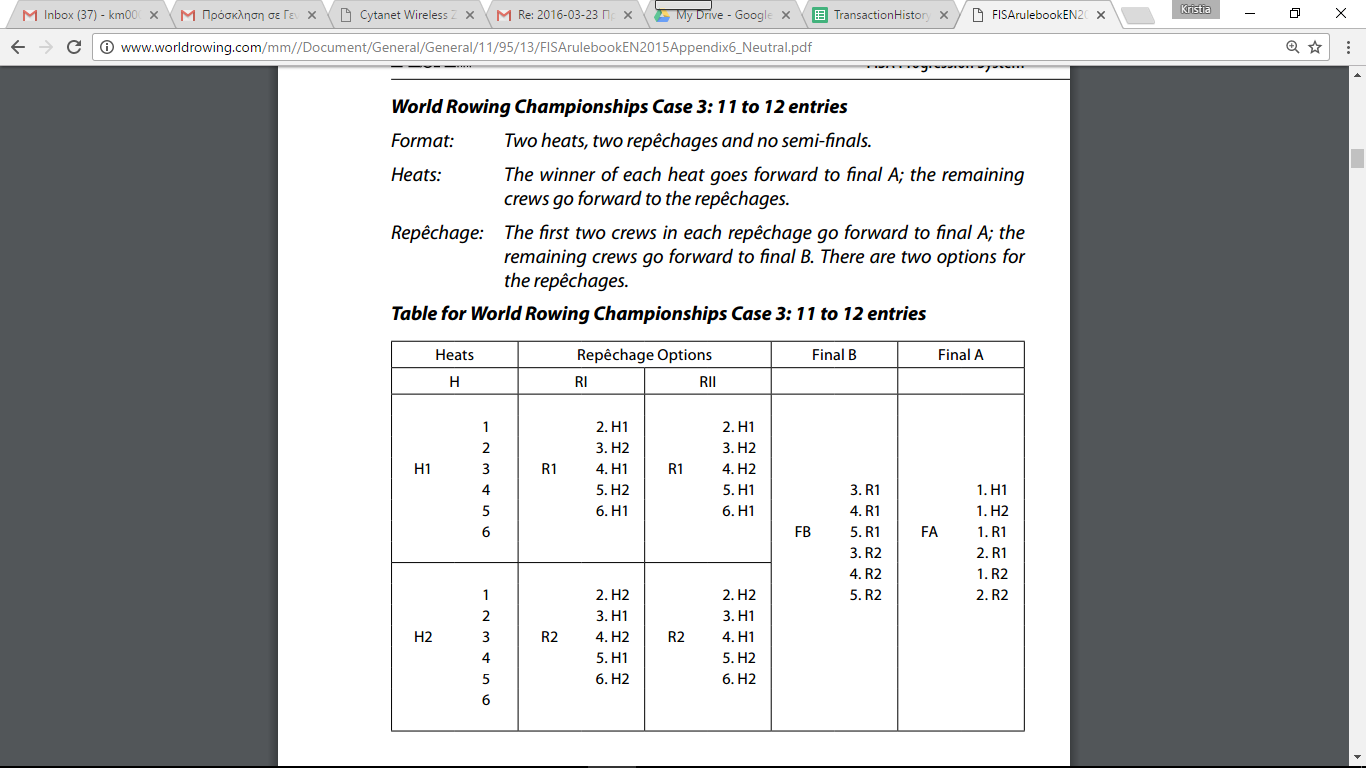 Inbox (37) - km00
Πρόσκληση σε Γεν
Cytanet Wireless Z
Re: 2016-03-23 Πρ
My Drive - Google
TransactionHistory
FISArulebookEN20
Kristia
www.worldrowing.com/mm//Document/General/General/11/95/13/FISArulebookEN2015Appendix6_Neutral.pdf
World Rowing Championships Case 3: 11 to 12 entries
Format: Two heats, two repêchages and no semi-finals.
Heats: The winner of each heat goes forward to final A; the remaining
crews go forward to the repêchages.
Repêchage: The first two crews in each repêchage go forward to final A; the
remaining crews go forward to final B. There are two options for
the repêchages.
Table for World Rowing Championships Case 3: 11 to 12 entries
Heats Repêchage Options Final B Final A
H RI RII
1 2. H1 2. H1
2 3. H2 3. H2
H1 3 R1 4. H1 R1 4. H2
4 5. H2 5. H1 3. R1 1. H1
5 6. H1 6. H1 4. R1 1. H2
6 FB 5. R1 FA 1. R1
3. R2 2. R1
4. R2 1. R2
1 2. H2 2. H2 5. R2 2. R2
2 3. H1 3. H1
H2 3 R2 4. H2 R2 4. H1
4 5. H1 5. H2
5 6. H2 6. H2
6